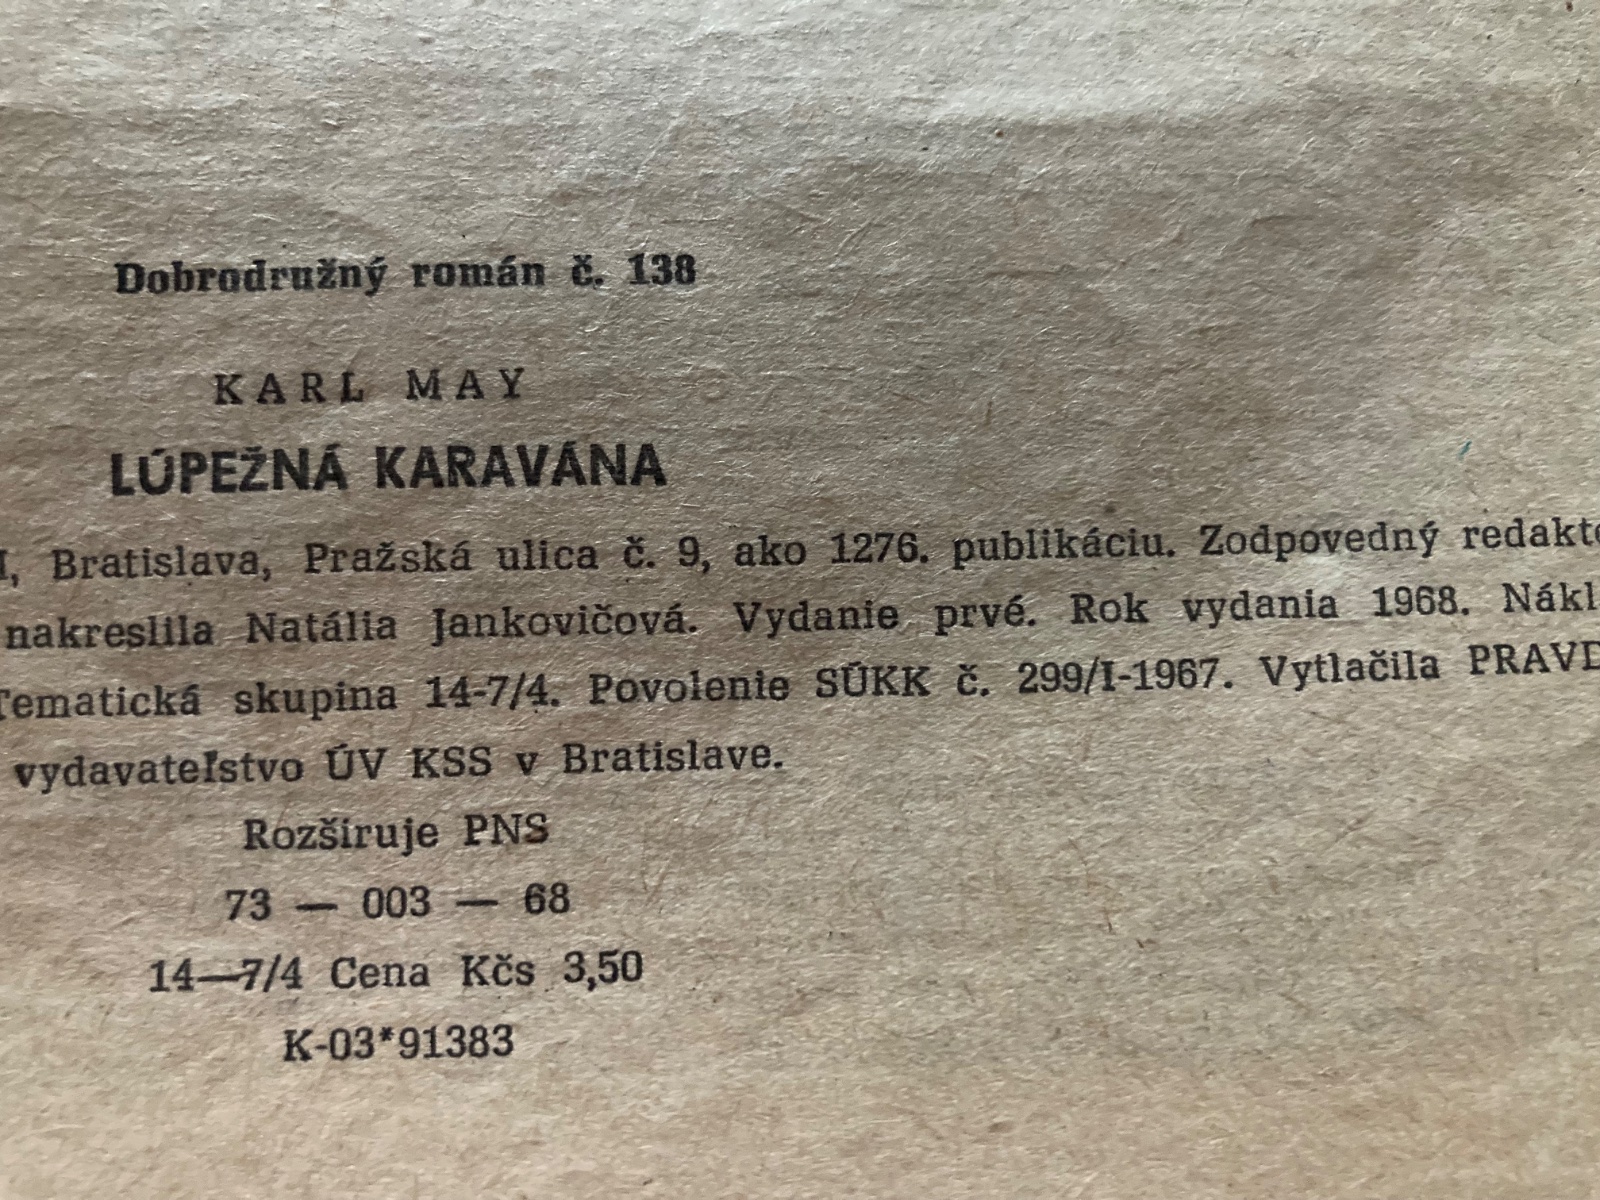 Dobrodružný román č. 138
KARL MAY
LÚPEŽNÁ KARAVÁNA
Bratislava, Pražská ulica č. 9, ako 1276. publikáciu. Zodpovedný
nakreslila Natália Jankovičová. Vydanie prvé. Rok vydania 1968.
Tematická skupina 14-7/4. Povolenie SÚKK č. 299/I-1967. Vytlačila PRAVD
vydavateľstvo ÚV KSS v Bratislave.
Rozširuje PNS
73 — 003 — 68
14—7/4 Cena Kčs 3,50
K-03*91383